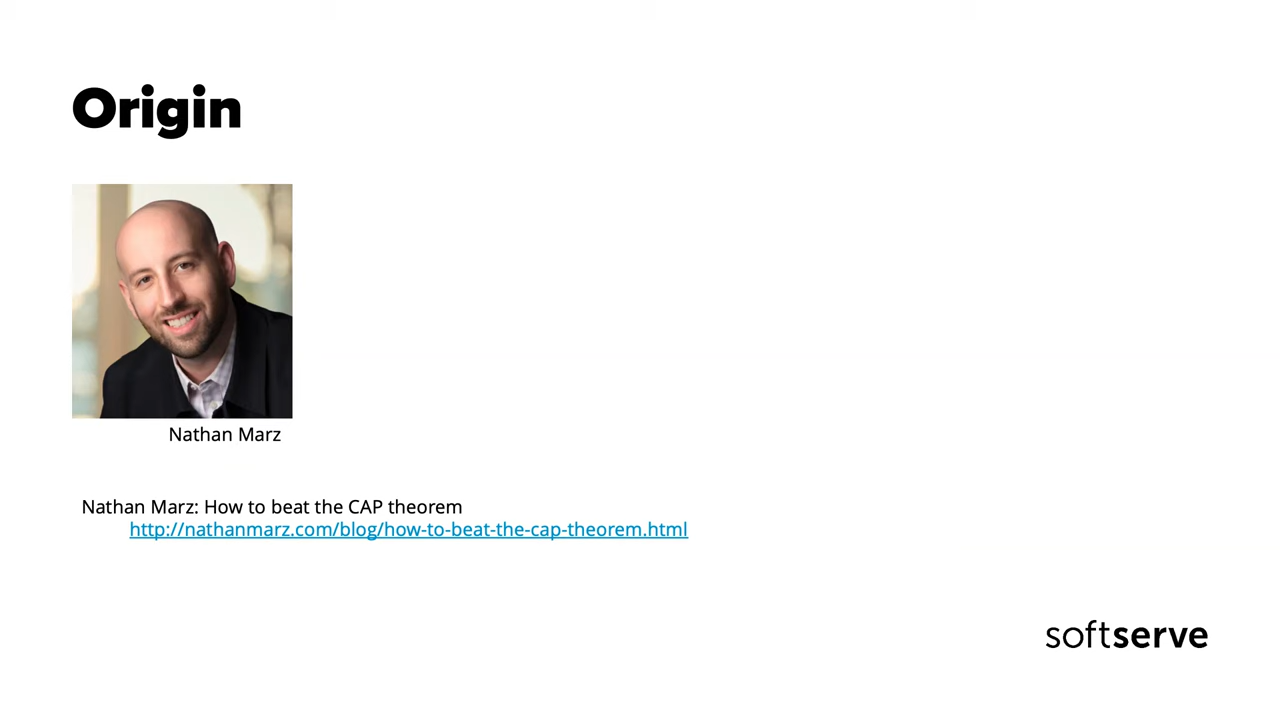 Origin
Nathan Marz
Nathan Marz: How to beat the CAP theorem
http://nathanmarz.com/blog/how-to-beat-the-cap-theorem.html
softserve